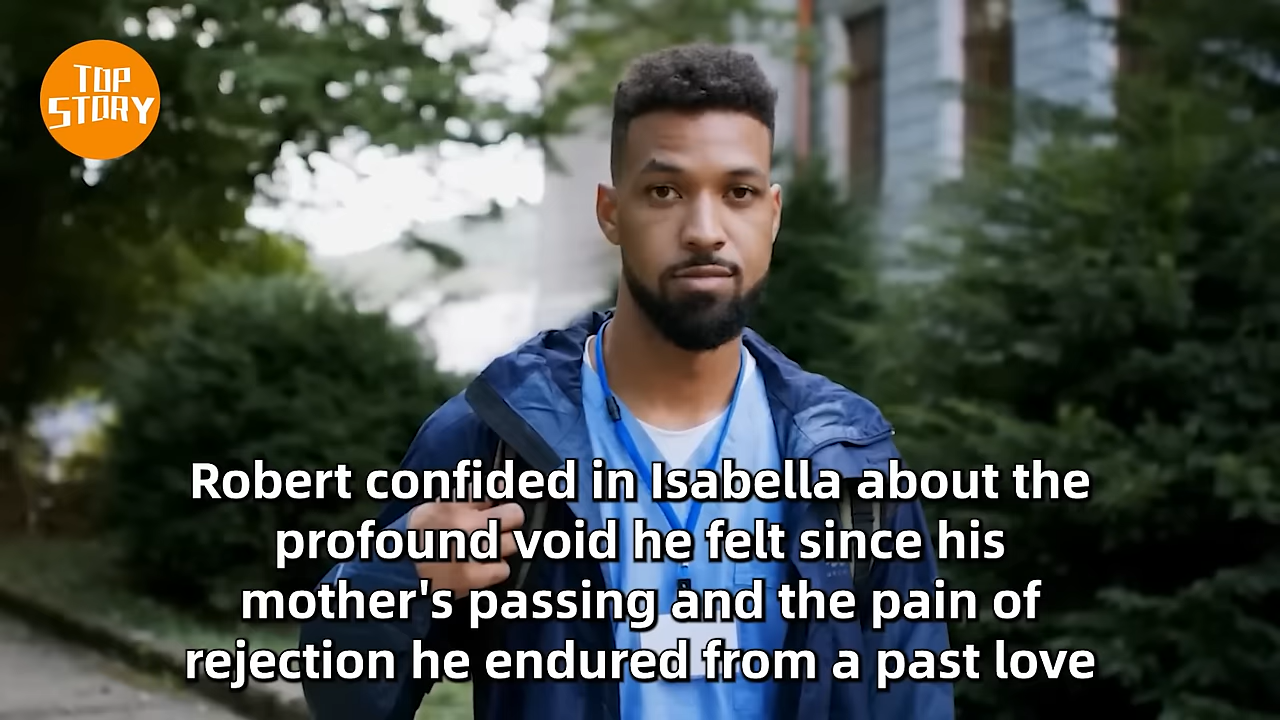 TOP
STORY
Robert confided in Isabella about the
profound void he felt since his
mother's passing and the pain of
rejection he endured from a past love